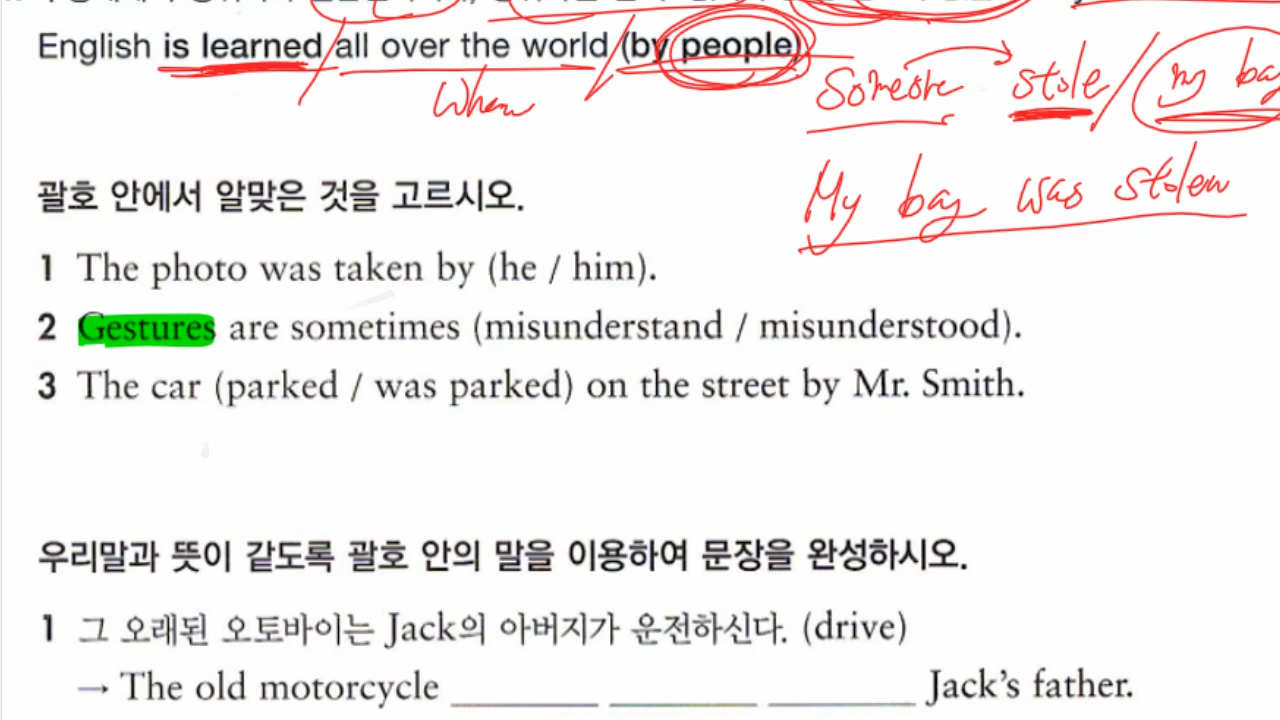 English is learned all over the world (by people)
Someone stole my bag
My bag was stolen
괄호 안에서 알맞은 것을 고르시오.
1 The photo was taken by (he / him).
2 Gestures are sometimes (misunderstand / misunderstood).
3 The car (parked / was parked) on the street by Mr. Smith.
우리말과 뜻이 같도록 괄호 안의 말을 이용하여 문장을 완성하시오.
1 그 오래된 오토바이는 Jack의 아버지가 운전하신다. (drive)
→ The old motorcycle ______ ______ ______ Jack's father.